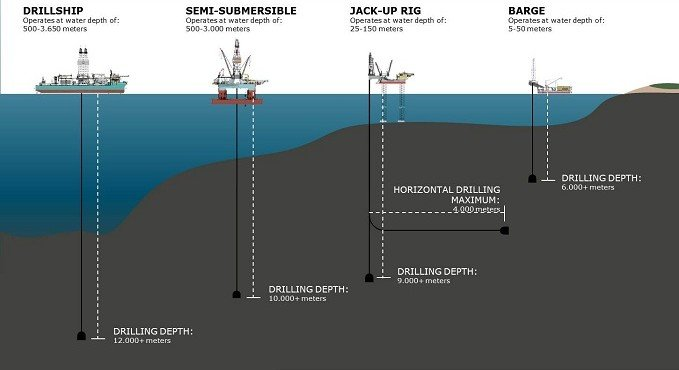 DRILLSHIP
Operates at water depth of:
500-3.650 meters
SEMI-SUBMERSIBLE
Operates at water depth of:
500-3.000 meters
JACK-UP RIG
Operates at water depth of:
25-150 meters
BARGE
Operates at water depth of:
5-50 meters
DRILLING DEPTH:
6.000+ meters
HORIZONTAL DRILLING
MAXIMUM:
4.000 meters
DRILLING DEPTH:
9.000+ meters
DRILLING DEPTH:
10.000+ meters
DRILLING DEPTH:
12.000+ meters